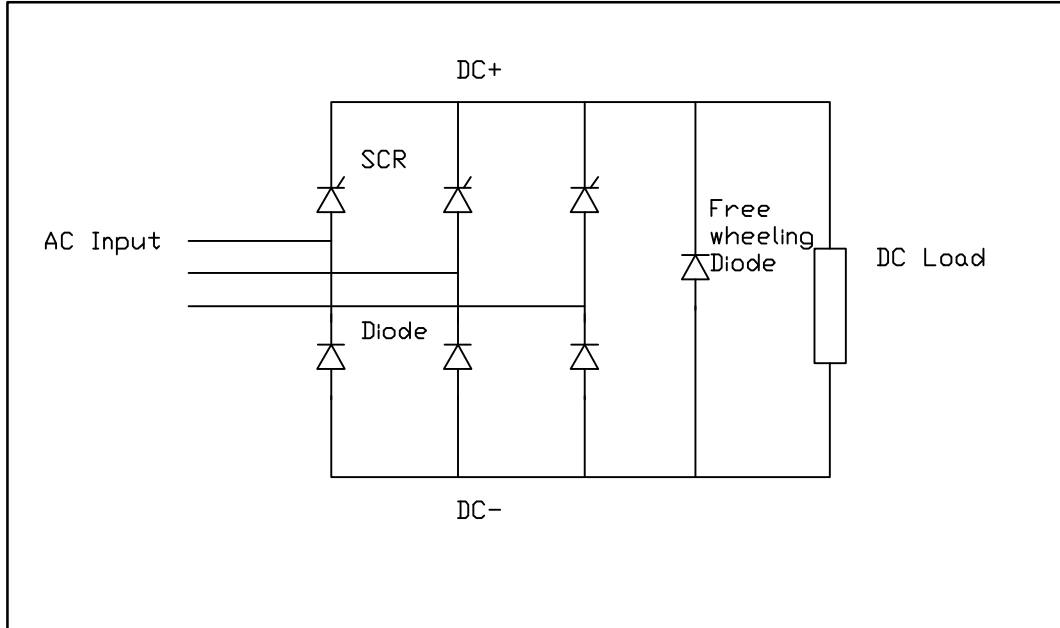 DC+
SCR
AC Input
Free
wheeling
Diode
DC Load
Diode
DC-